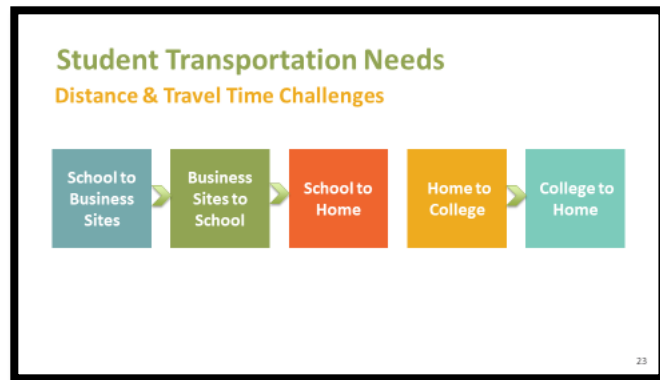 Student Transportation Needs
Distance & Travel Time Challenges
School to
Business
Sites
Business
Sites to
School
School to
Home
Home to
College
College to
Home
23